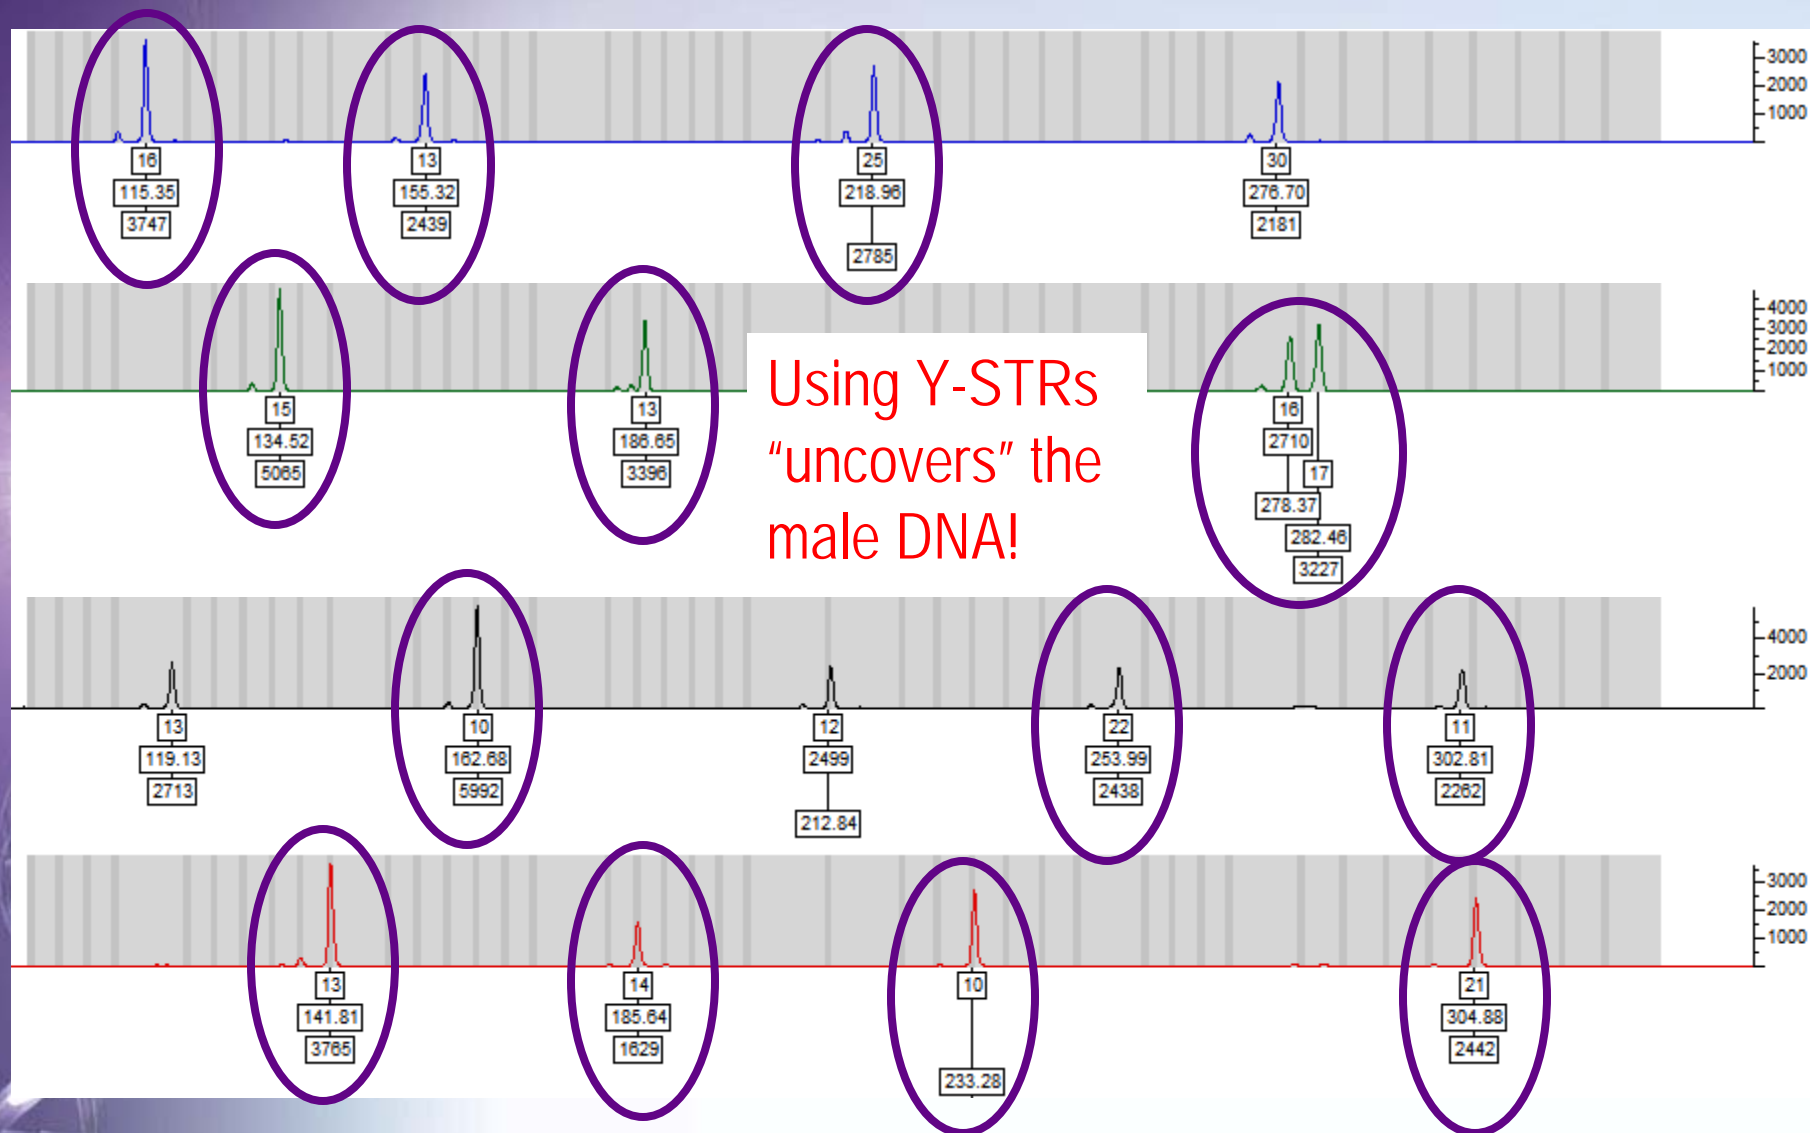 3000
2000
1000
16 13 25 30
115.35 155.32 218.96 276.70
3747 2439 2181
2785
4000
3000
2000
1000
15 13 16
134.52 186.65 2710
5065 3396 17
278.37
282.46
3227
Using Y-STRs
“uncovers” the
male DNA!
4000
2000
13 10 12 22 11
119.13 162.68 2499 253.99 302.81
2713 5992 2438 2262
212.84
3000
2000
1000
13 14 10 21
141.81 185.64 304.88
3765 1629 2442
233.28